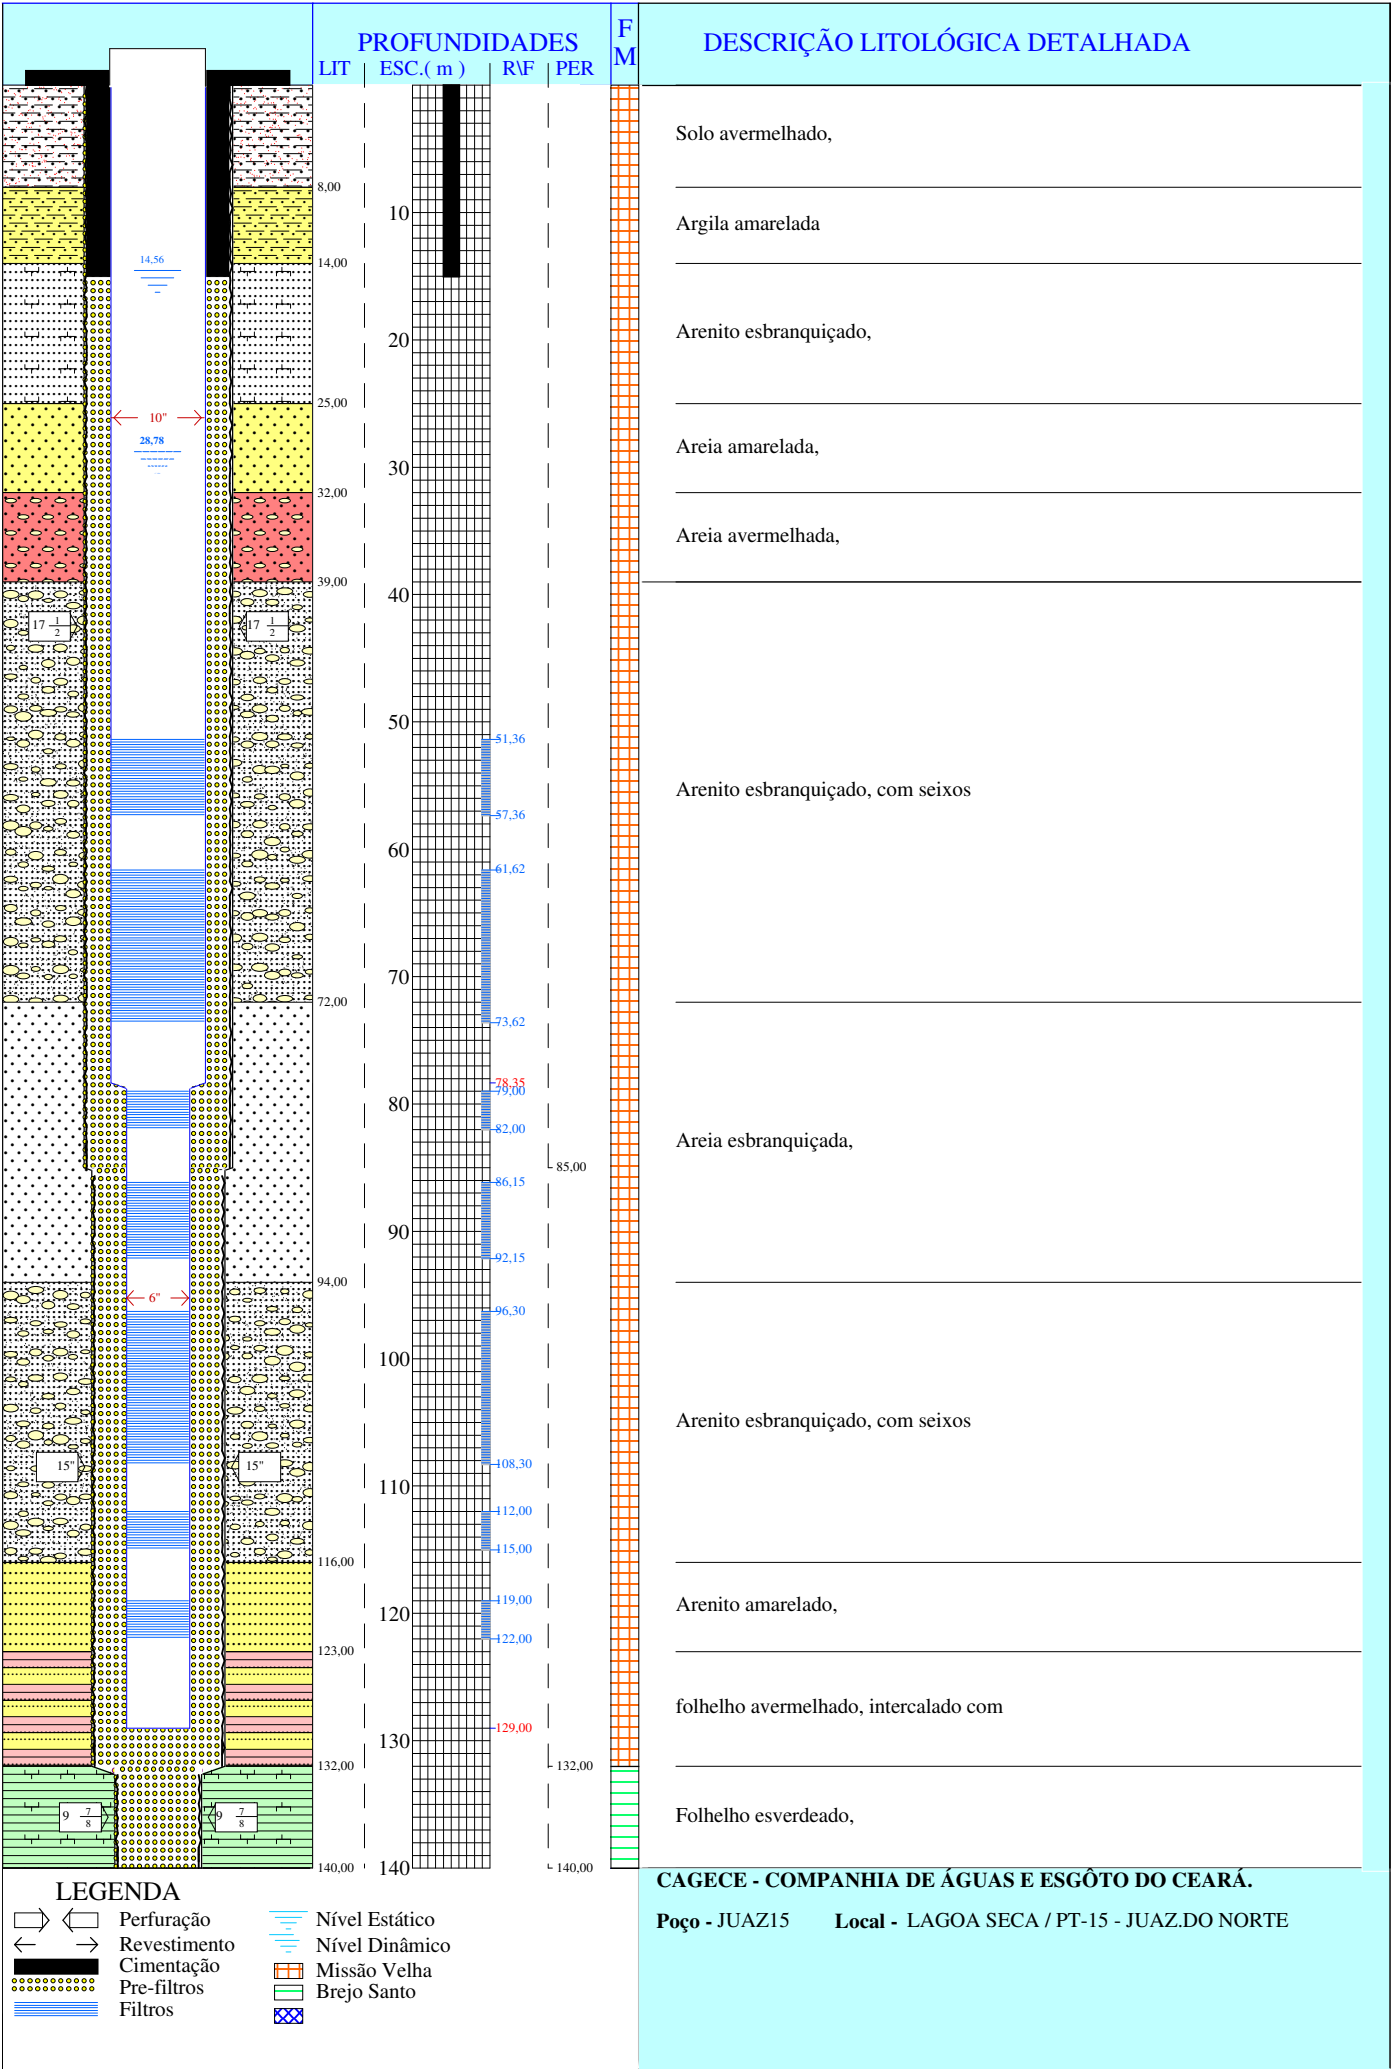 PROFUNDIDADES
F
M
DESCRIÇÃO LITOLÓGICA DETALHADA
LIT ESC.( m ) R\F PER
Solo avermelhado,
8,00
10
Argila amarelada
14,56
14,00
Arenito esbranquiçado,
20
25,00
10"
28,78
Areia amarelada,
30
32,00
Areia avermelhada,
39,00
40
17 1/2 17 1/2
50
51,36
Arenito esbranquiçado, com seixos
57,36
60
61,62
70
72,00
73,62
78,35
79,00
80
82,00
Areia esbranquiçada,
85,00
86,15
90
92,15
94,00
6"
96,30
100
Arenito esbranquiçado, com seixos
15" 15"
108,30
110
112,00
115,00
116,00
119,00
Arenito amarelado,
120
122,00
123,00
folhelho avermelhado, intercalado com
129,00
130
132,00 132,00
9 7/8 9 7/8
Folhelho esverdeado,
140,00 140 140,00
LEGENDA
Perfuração
Revestimento
Cimentação
Pre-filtros
Filtros
Nível Estático
Nível Dinâmico
Missão Velha
Brejo Santo
CAGECE - COMPANHIA DE ÁGUAS E ESGÔTO DO CEARÁ.
Poço - JUAZ15 Local - LAGOA SECA / PT-15 - JUAZ.DO NORTE